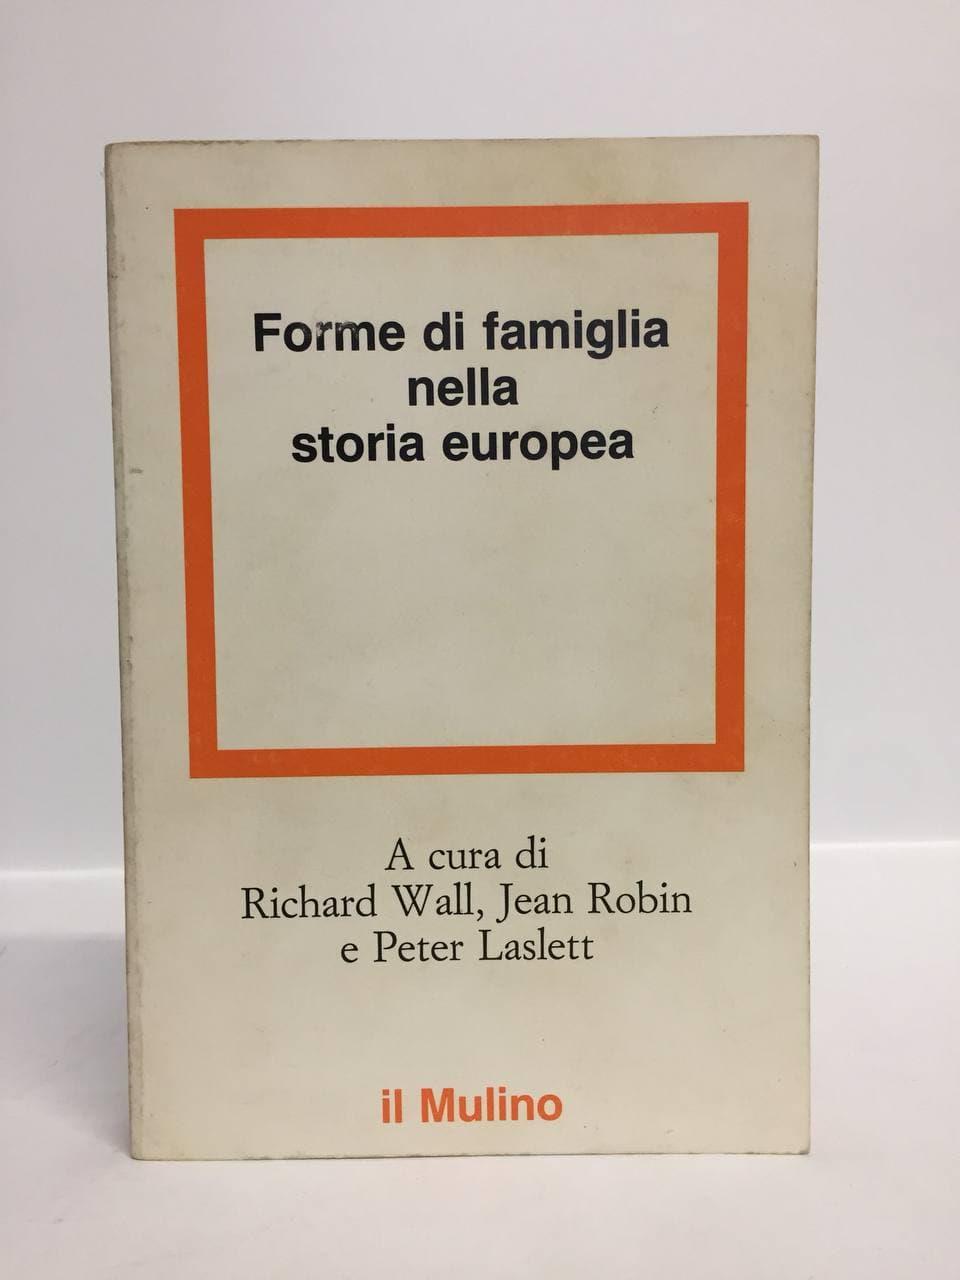 Forme di famiglia
nella
storia europea
A cura di
Richard Wall, Jean Robin
e Peter Laslett
il Mulino